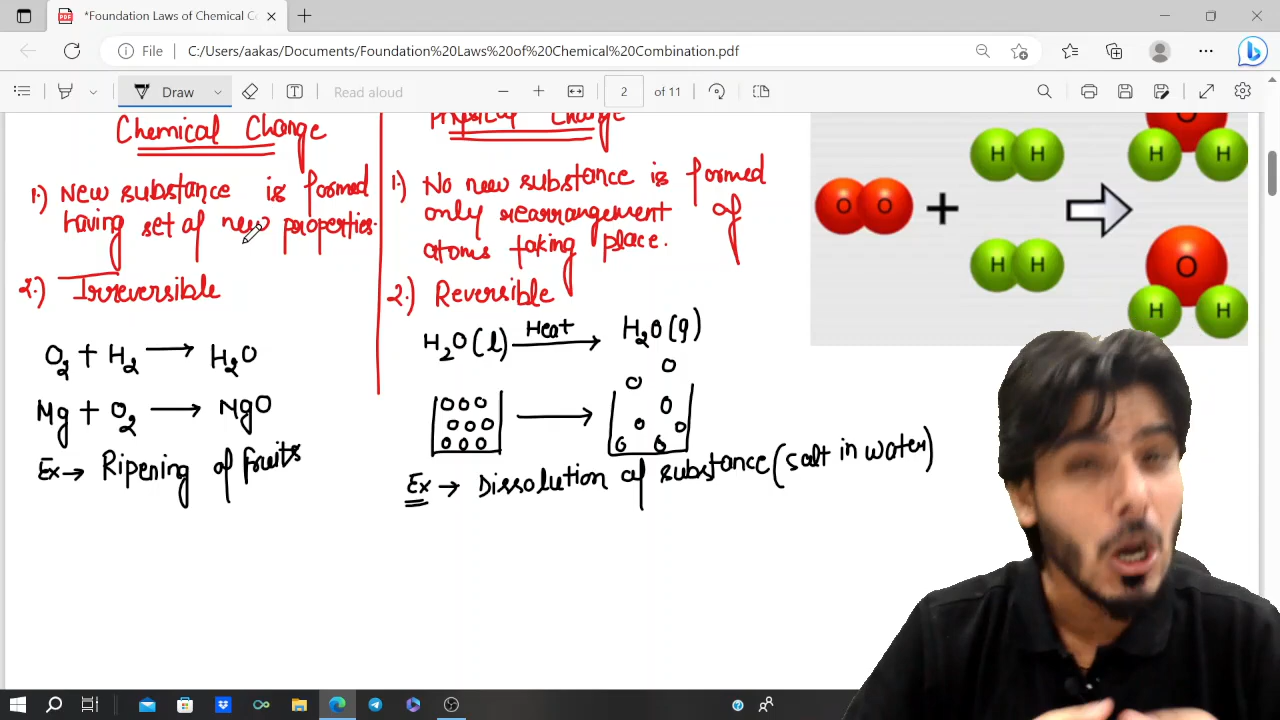 *Foundation Laws of Chemical C
File
C:/Users/aakas/Documents/Foundation%20Laws%20of%20Chemical%20Combination.pdf
Draw
Read aloud
2
of 11
Chemical Change
1.) New substance is formed
having set of new properties.
2.) Irreversible
O2 + H2 → H2O
Mg + O2 → MgO
Ex → Ripening of fruits
Physical Change
1.) No new substance is formed
only rearrangement of
atoms taking place.
2.) Reversible
H2O(l) Heat → H2O(g)
Ex → Dissolution of substance (salt in water)
O O + H H H H ⇒ O H H O H H